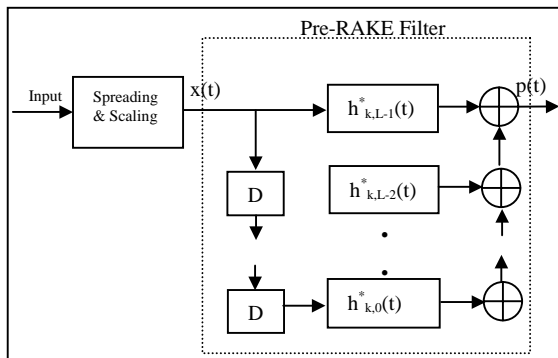 Pre-RAKE Filter
Input
Spreading
& Scaling
x(t)
h*k,L-1(t)
p(t)
D
h*k,L-2(t)
D
h*k,0(t)